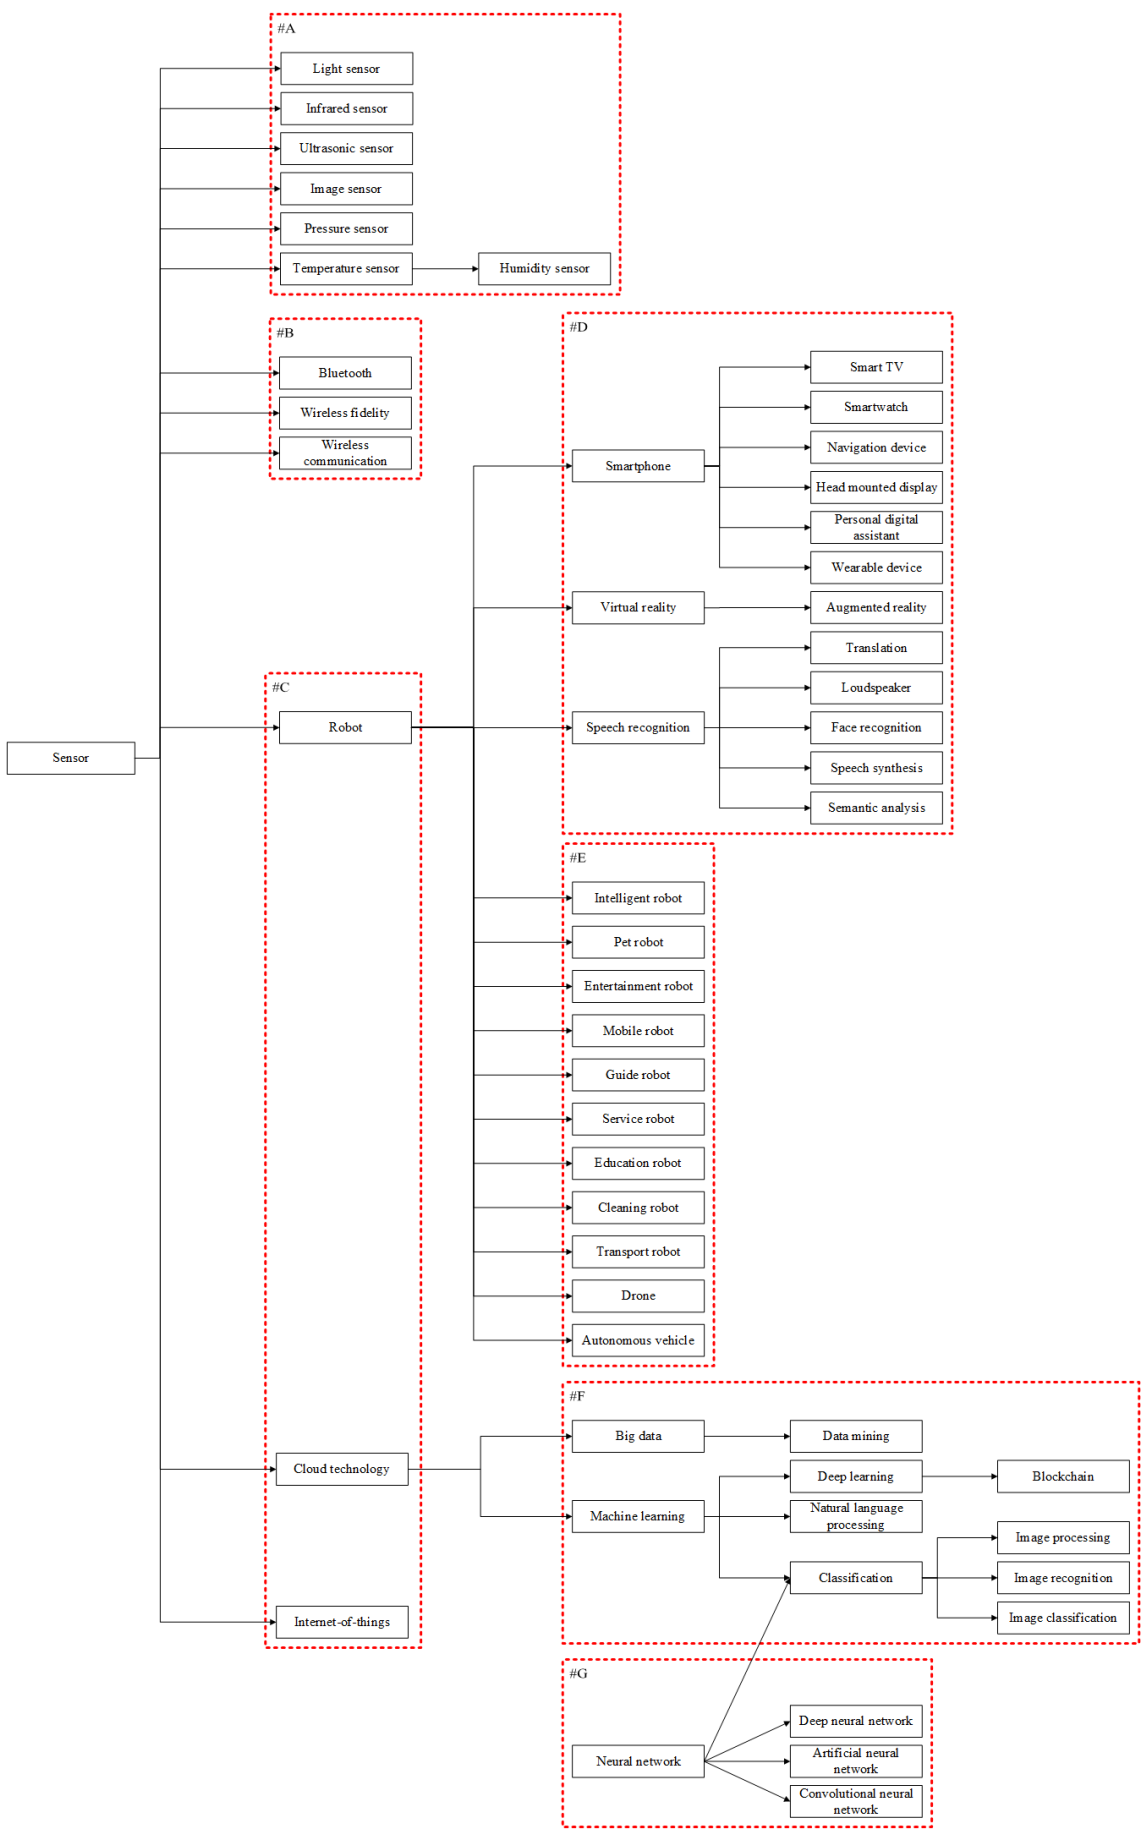 #A
Light sensor
Infrared sensor
Ultrasonic sensor
Image sensor
Pressure sensor
Temperature sensor
Humidity sensor
#B
Bluetooth
Wireless fidelity
Wireless
communication
#D
Smartphone
Smart TV
Smartwatch
Navigation device
Head mounted display
Personal digital
assistant
Wearable device
Virtual reality
Augmented reality
Speech recognition
Translation
Loudspeaker
Face recognition
Speech synthesis
Semantic analysis
Sensor
#C
Robot
Cloud technology
Internet-of-things
#E
Intelligent robot
Pet robot
Entertainment robot
Mobile robot
Guide robot
Service robot
Education robot
Cleaning robot
Transport robot
Drone
Autonomous vehicle
#F
Big data
Data mining
Machine learning
Deep learning
Blockchain
Natural language
processing
Classification
Image processing
Image recognition
Image classification
#G
Neural network
Deep neural network
Artificial neural
network
Convolutional neural
network